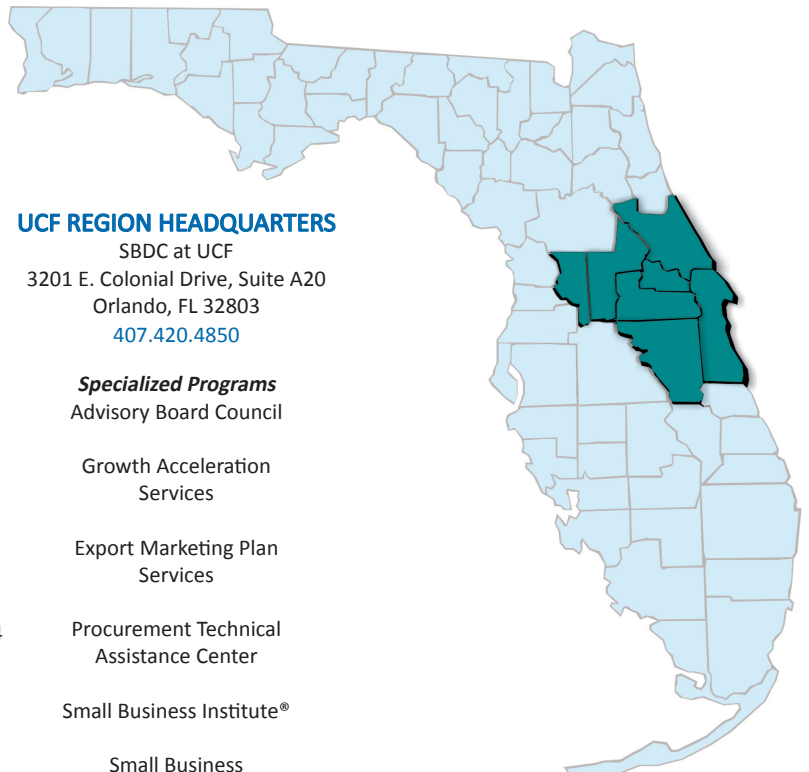 UCF REGION HEADQUARTERS
SBDC at UCF
3201 E. Colonial Drive, Suite A20
Orlando, FL 32803
407.420.4850
Specialized Programs
Advisory Board Council
Growth Acceleration
Services
Export Marketing Plan
Services
Procurement Technical
Assistance Center
Small Business Institute®
Small Business